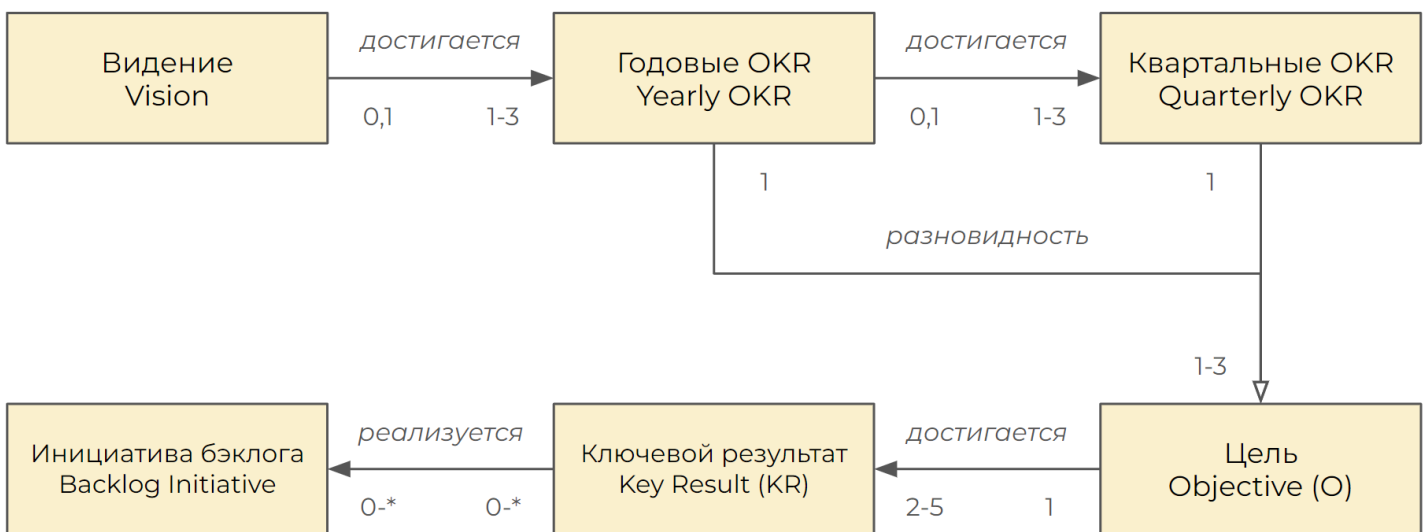 достигается
достигается
Видение
Vision
Годовые OKR
Yearly OKR
Квартальные OKR
Quarterly OKR
0,1
1-3
0,1
1-3
1
1
разновидность
1-3
реализуется
достигается
Инициатива бэклога
Backlog Initiative
Ключевой результат
Key Result (KR)
Цель
Objective (O)
0-*
0-*
2-5
1